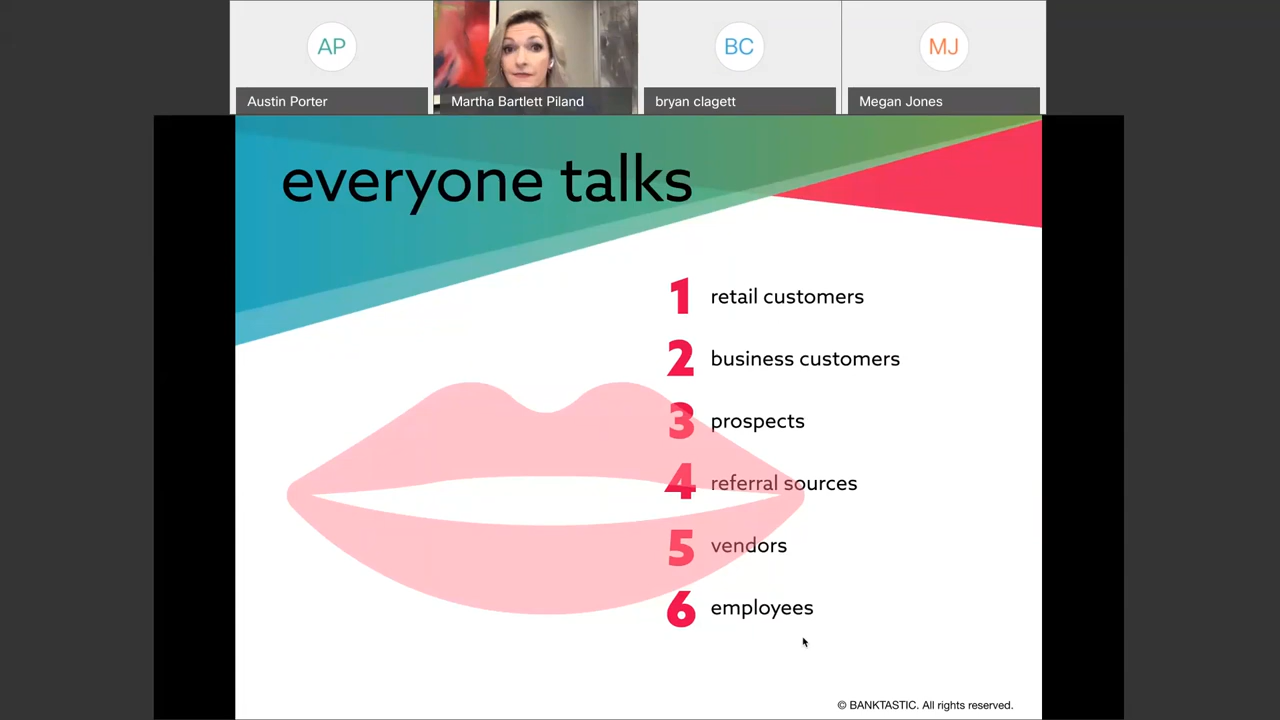 AP
BC
MJ
Austin Porter
Martha Bartlett Piland
bryan clagett
Megan Jones
everyone talks
1 retail customers
2 business customers
3 prospects
4 referral sources
5 vendors
6 employees
© BANKTASTIC. All rights reserved.